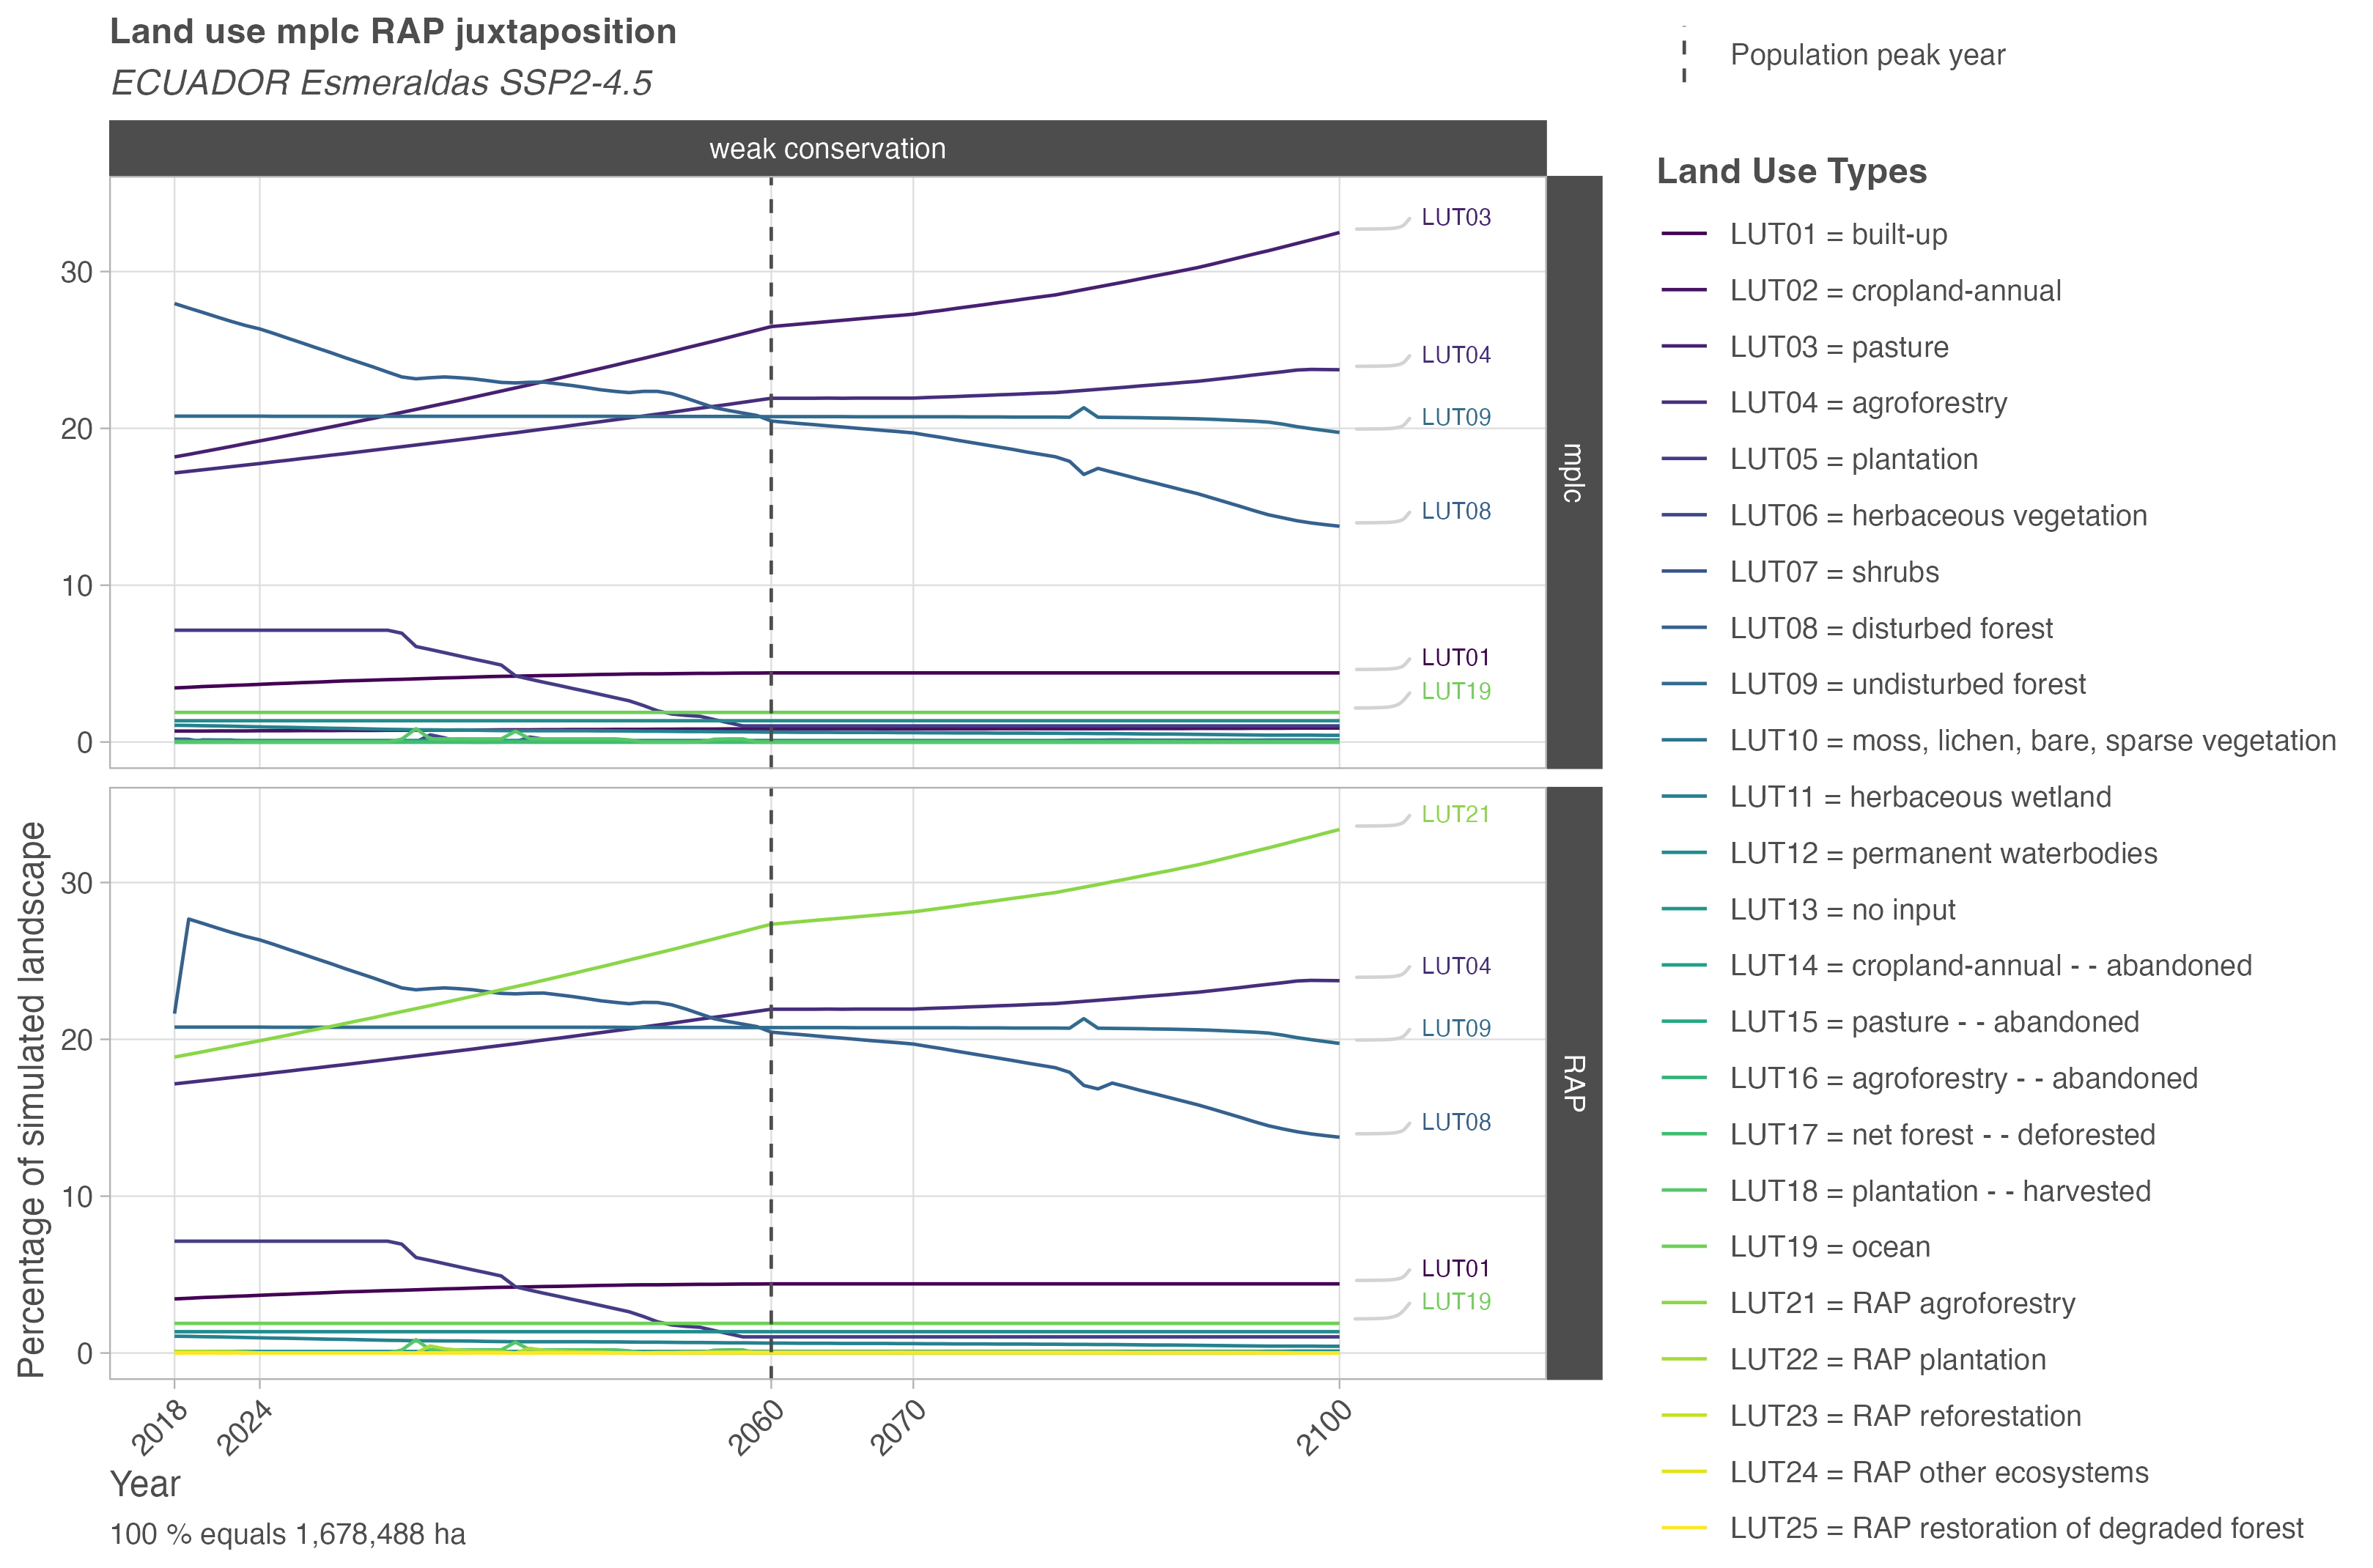 Land use mplc RAP juxtaposition
ECUADOR Esmeraldas SSP2-4.5
weak conservation
mplc
30
20
10
0
LUT03
LUT04
LUT09
LUT08
LUT01
LUT19
RAP
30
20
10
0
LUT21
LUT04
LUT09
LUT08
LUT01
LUT19
Percentage of simulated landscape
2018
2024
2060
2070
2100
Year
100 % equals 1,678,488 ha
Population peak year
Land Use Types
LUT01 = built-up
LUT02 = cropland-annual
LUT03 = pasture
LUT04 = agroforestry
LUT05 = plantation
LUT06 = herbaceous vegetation
LUT07 = shrubs
LUT08 = disturbed forest
LUT09 = undisturbed forest
LUT10 = moss, lichen, bare, sparse vegetation
LUT11 = herbaceous wetland
LUT12 = permanent waterbodies
LUT13 = no input
LUT14 = cropland-annual - - abandoned
LUT15 = pasture - - abandoned
LUT16 = agroforestry - - abandoned
LUT17 = net forest - - deforested
LUT18 = plantation - - harvested
LUT19 = ocean
LUT21 = RAP agroforestry
LUT22 = RAP plantation
LUT23 = RAP reforestation
LUT24 = RAP other ecosystems
LUT25 = RAP restoration of degraded forest